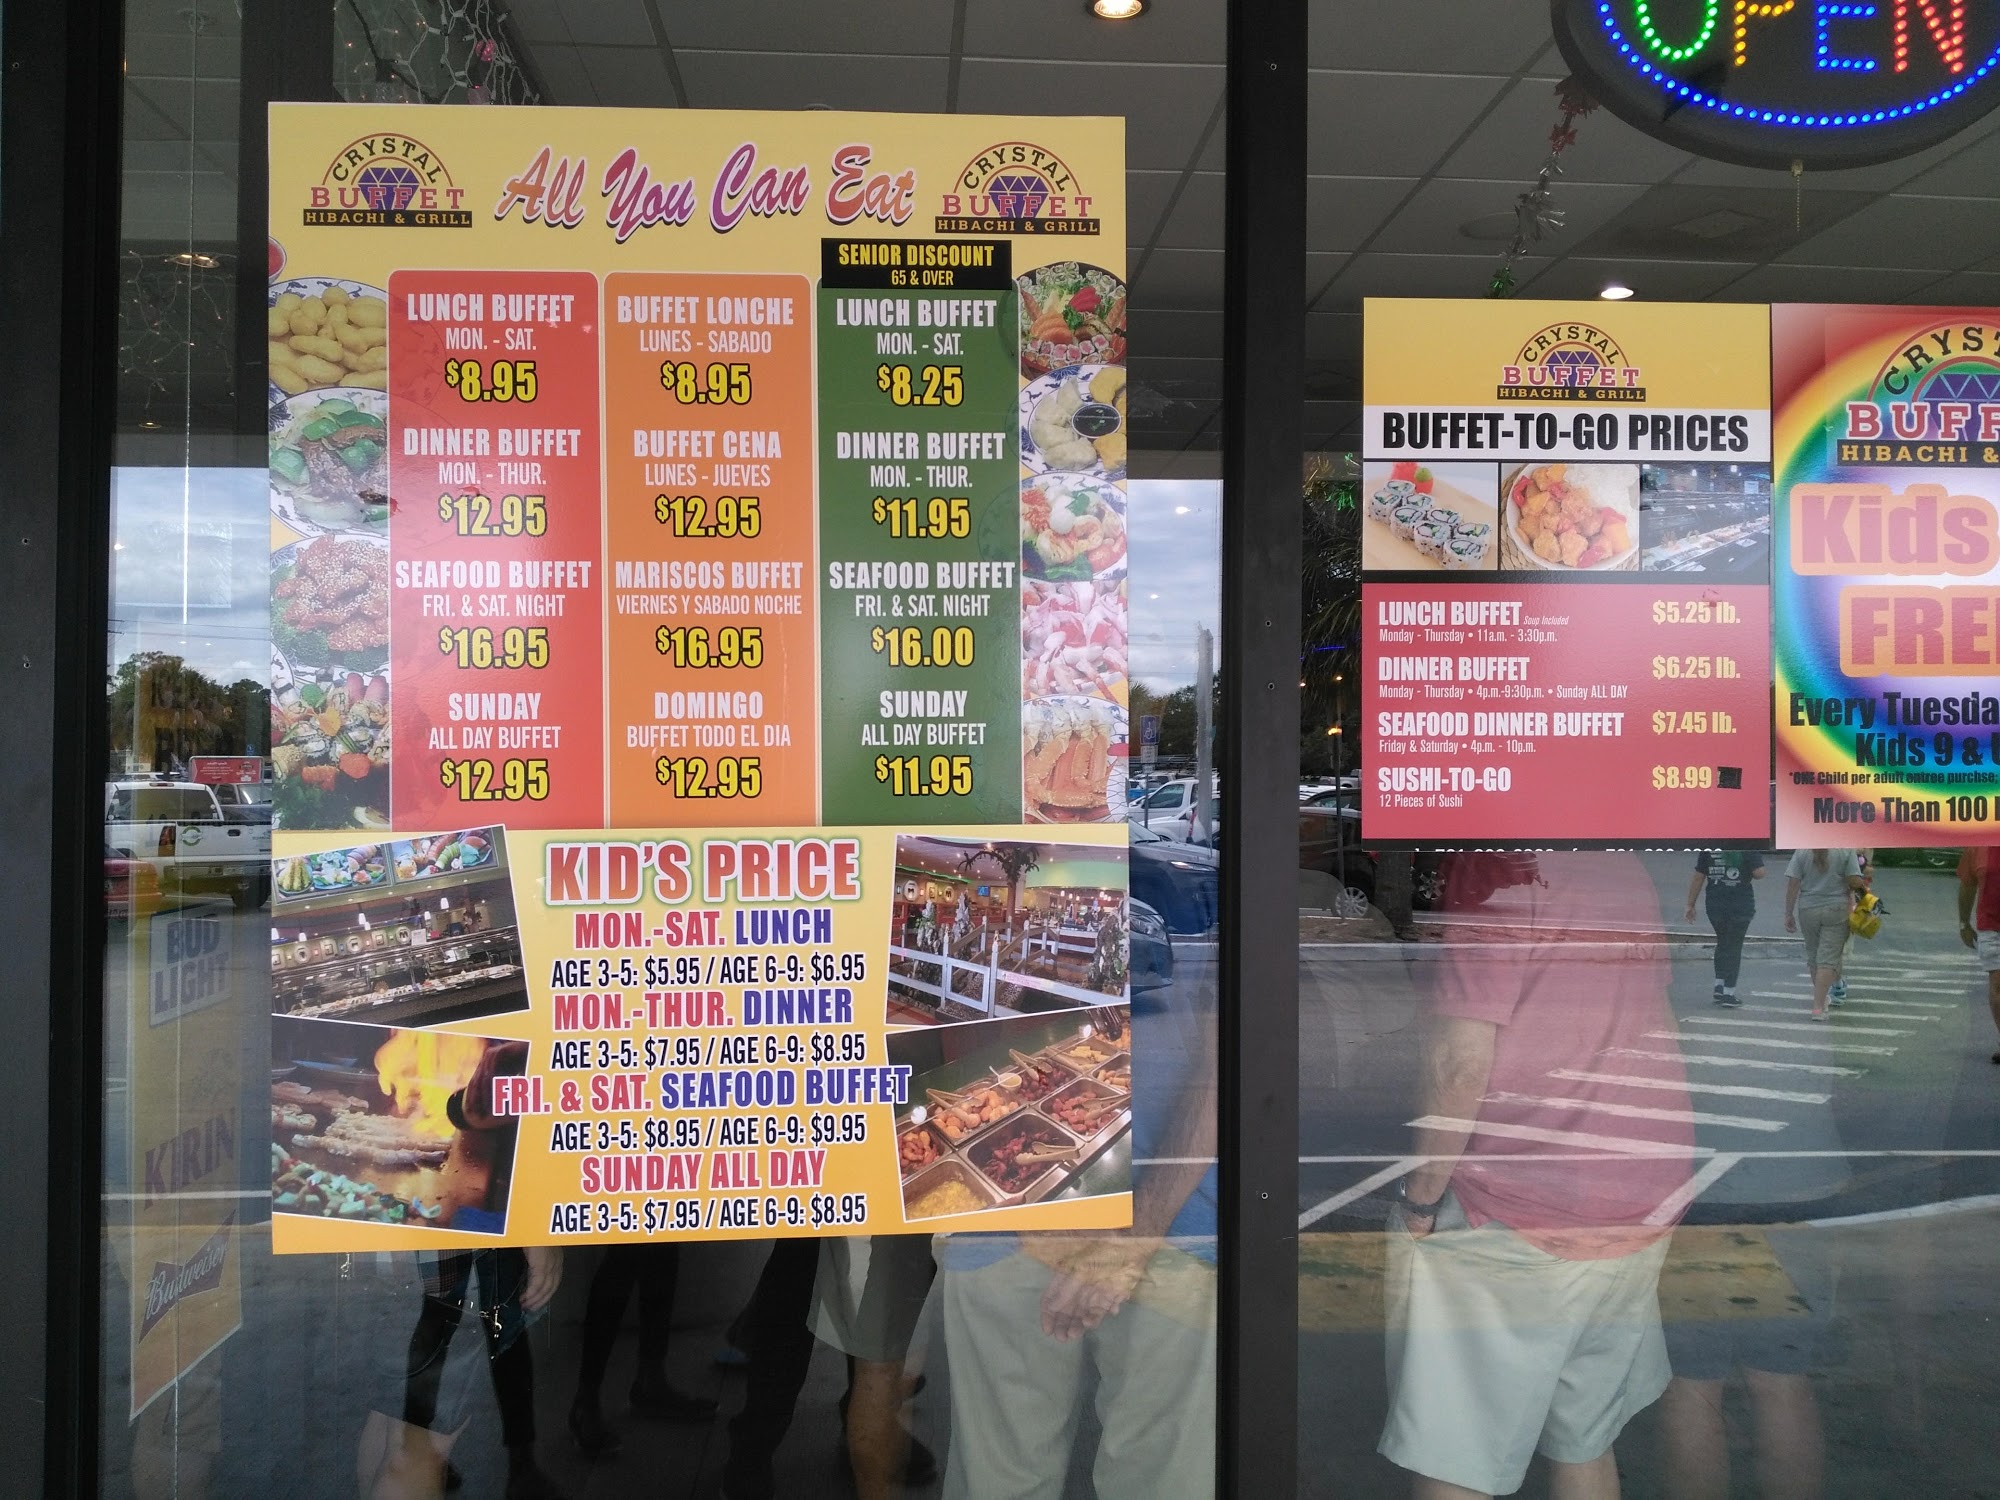 CRYSTAL
BUFFET
HIBACHI & GRILL
All You Can Eat
CRYSTAL
BUFFET
HIBACHI & GRILL
LUNCH BUFFET
MON. - SAT.
$8.95
DINNER BUFFET
MON. - THUR.
$12.95
SEAFOOD BUFFET
FRI. & SAT. NIGHT
$16.95
SUNDAY
ALL DAY BUFFET
$12.95
BUFFET LONCHE
LUNES - SABADO
$8.95
BUFFET CENA
LUNES - JUEVES
$12.95
MARISCOS BUFFET
VIERNES Y SABADO NOCHE
$16.95
DOMINGO
BUFFET TODO EL DIA
$12.95
SENIOR DISCOUNT
65 & OVER
LUNCH BUFFET
MON. - SAT.
$8.25
DINNER BUFFET
MON. - THUR.
$11.95
SEAFOOD BUFFET
FRI. & SAT. NIGHT
$16.00
SUNDAY
ALL DAY BUFFET
$11.95
KID'S PRICE
MON.-SAT. LUNCH
AGE 3-5: $5.95 / AGE 6-9: $6.95
MON.-THUR. DINNER
AGE 3-5: $7.95 / AGE 6-9: $8.95
FRI. & SAT. SEAFOOD BUFFET
AGE 3-5: $8.95 / AGE 6-9: $9.95
SUNDAY ALL DAY
AGE 3-5: $7.95 / AGE 6-9: $8.95
BUD
LIGHT
KIRIN
Budweiser
OPEN
CRYSTAL
BUFFET
HIBACHI & GRILL
BUFFET-TO-GO PRICES
LUNCH BUFFET Soup Included $5.25 lb.
Monday - Thursday • 11a.m. - 3:30p.m.
DINNER BUFFET $6.25 lb.
Monday - Thursday • 4p.m.-9:30p.m. • Sunday ALL DAY
SEAFOOD DINNER BUFFET $7.45 lb.
Friday & Saturday • 4p.m. - 10p.m.
SUSHI-TO-GO $8.99
12 Pieces of Sushi
CRYST
BUFF
HIBACHI &
Kids
FREE
Every Tuesda
Kids 9 & U
*ONE Child per adult entree purchse;
More Than 100